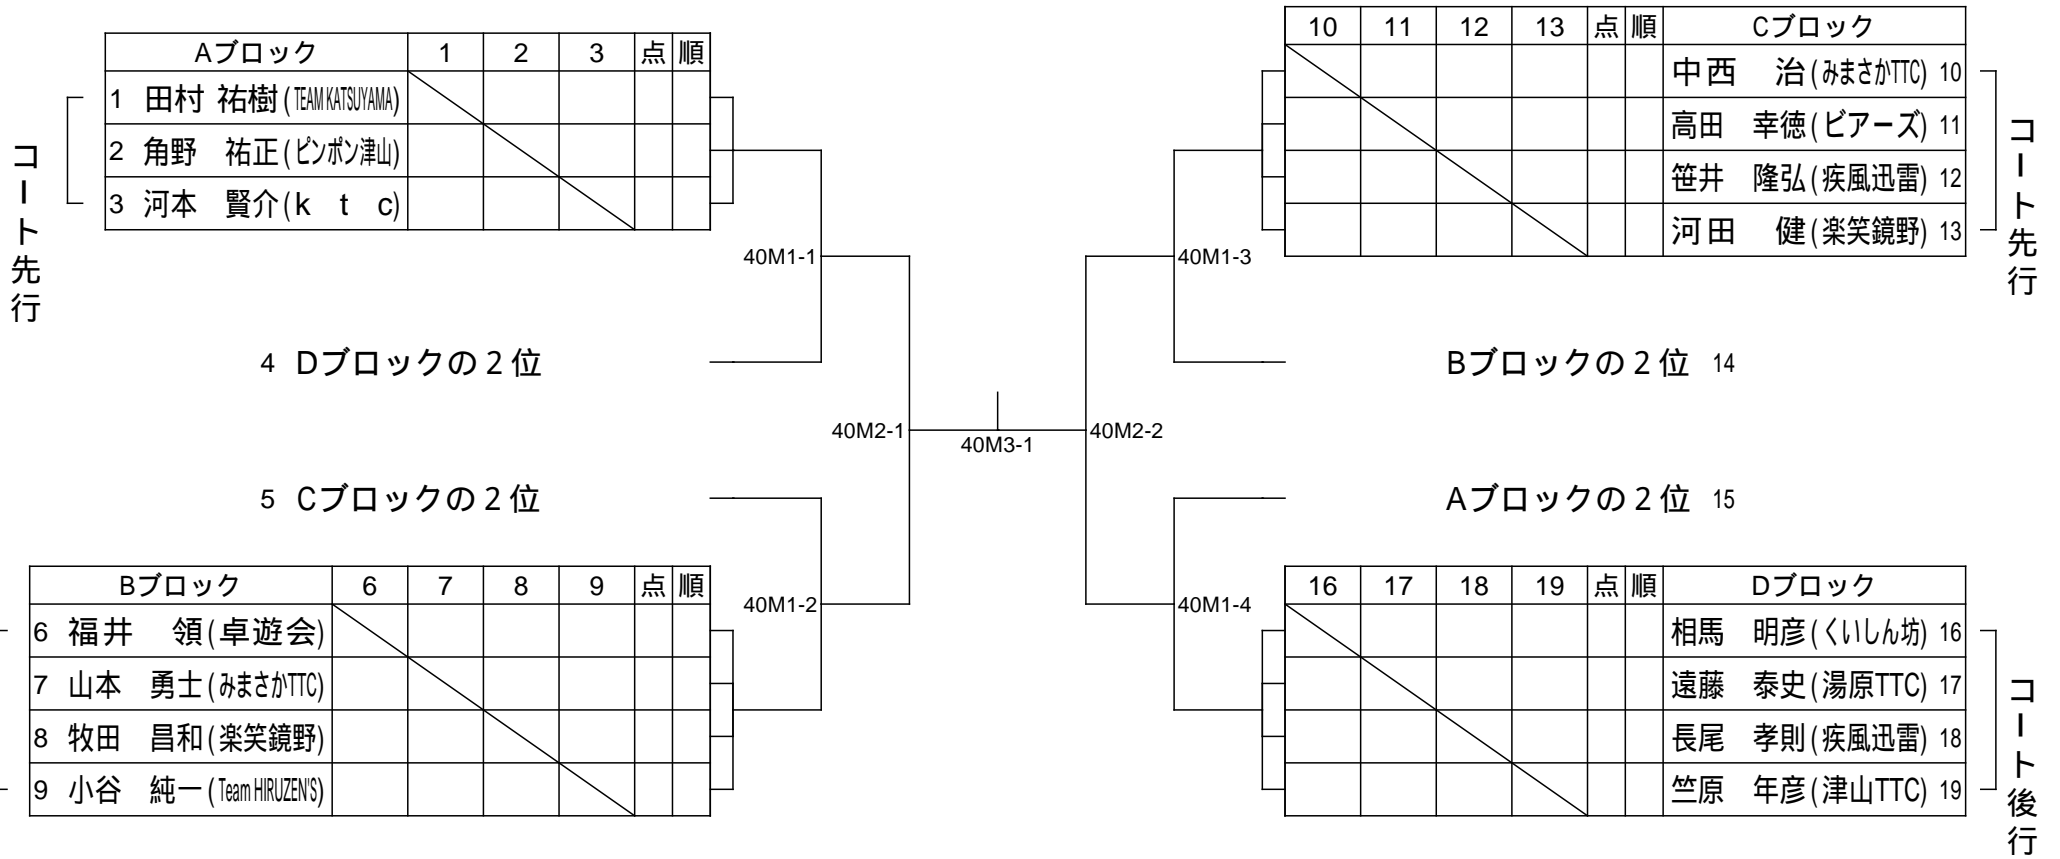 Aブロック 1 2 3 点 順
1 田村 祐樹(TEAM KATSUYAMA)
2 角野 祐正(ピンポン津山)
3 河本 賢介(k t c)
コート先行
40M1-1
4 Dブロックの2位
40M2-1
5 Cブロックの2位
Bブロック 6 7 8 9 点 順
40M1-2
6 福井 領(卓遊会)
7 山本 勇士(みまさかTTC)
8 牧田 昌和(楽笑鏡野)
9 小谷 純一(Team HIRUZEN'S)
40M3-1
10 11 12 13 点 順 Cブロック
中西 治(みまさかTTC) 10
高田 幸徳(ビアーズ) 11
笹井 隆弘(疾風迅雷) 12
河田 健(楽笑鏡野) 13
コート先行
40M1-3
Bブロックの2位 14
40M2-2
Aブロックの2位 15
16 17 18 19 点 順 Dブロック
40M1-4
相馬 明彦(くいしん坊) 16
遠藤 泰史(湯原TTC) 17
長尾 孝則(疾風迅雷) 18
竺原 年彦(津山TTC) 19
コート後行